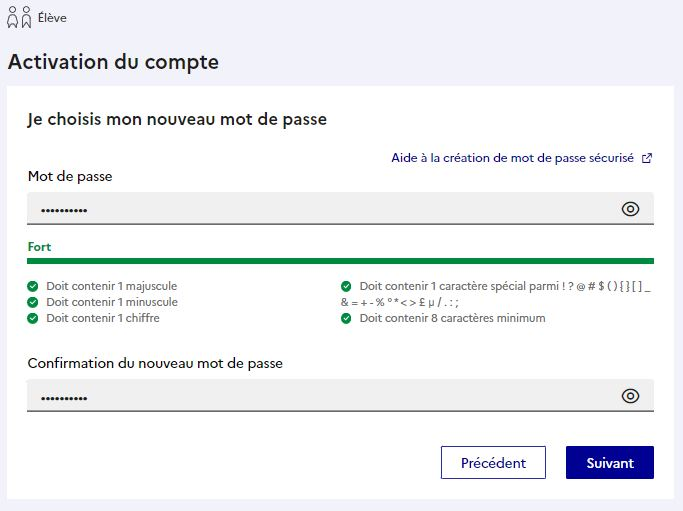 Élève
Activation du compte
Je choisis mon nouveau mot de passe
Aide à la création de mot de passe sécurisé
Mot de passe
••••••••••
Fort
Doit contenir 1 majuscule
Doit contenir 1 minuscule
Doit contenir 1 chiffre
Doit contenir 1 caractère spécial parmi ! ? @ # $ ( ) { } [ ] _
& = + - % ° * < > £ µ / . : ;
Doit contenir 8 caractères minimum
Confirmation du nouveau mot de passe
••••••••••
Précédent
Suivant